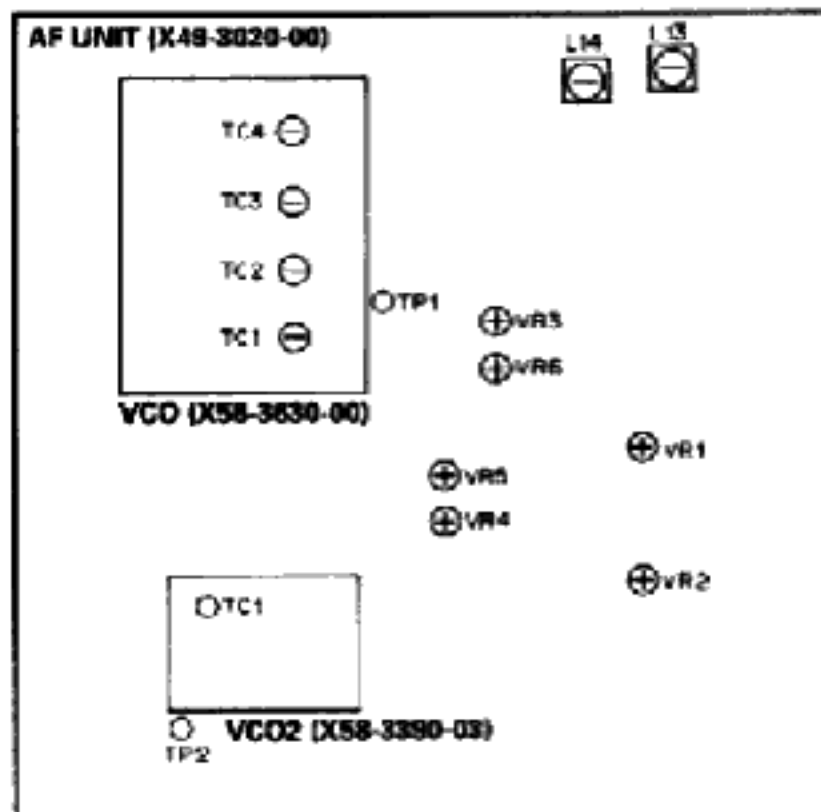 AF UNIT (X49-3020-00)
L14
L13
TC4
TC3
TC2
TP1
TC1
VR3
VR6
VCO (X58-3630-00)
VR1
VR5
VR4
VR2
TC1
VCO2 (X58-3390-03)
TP2